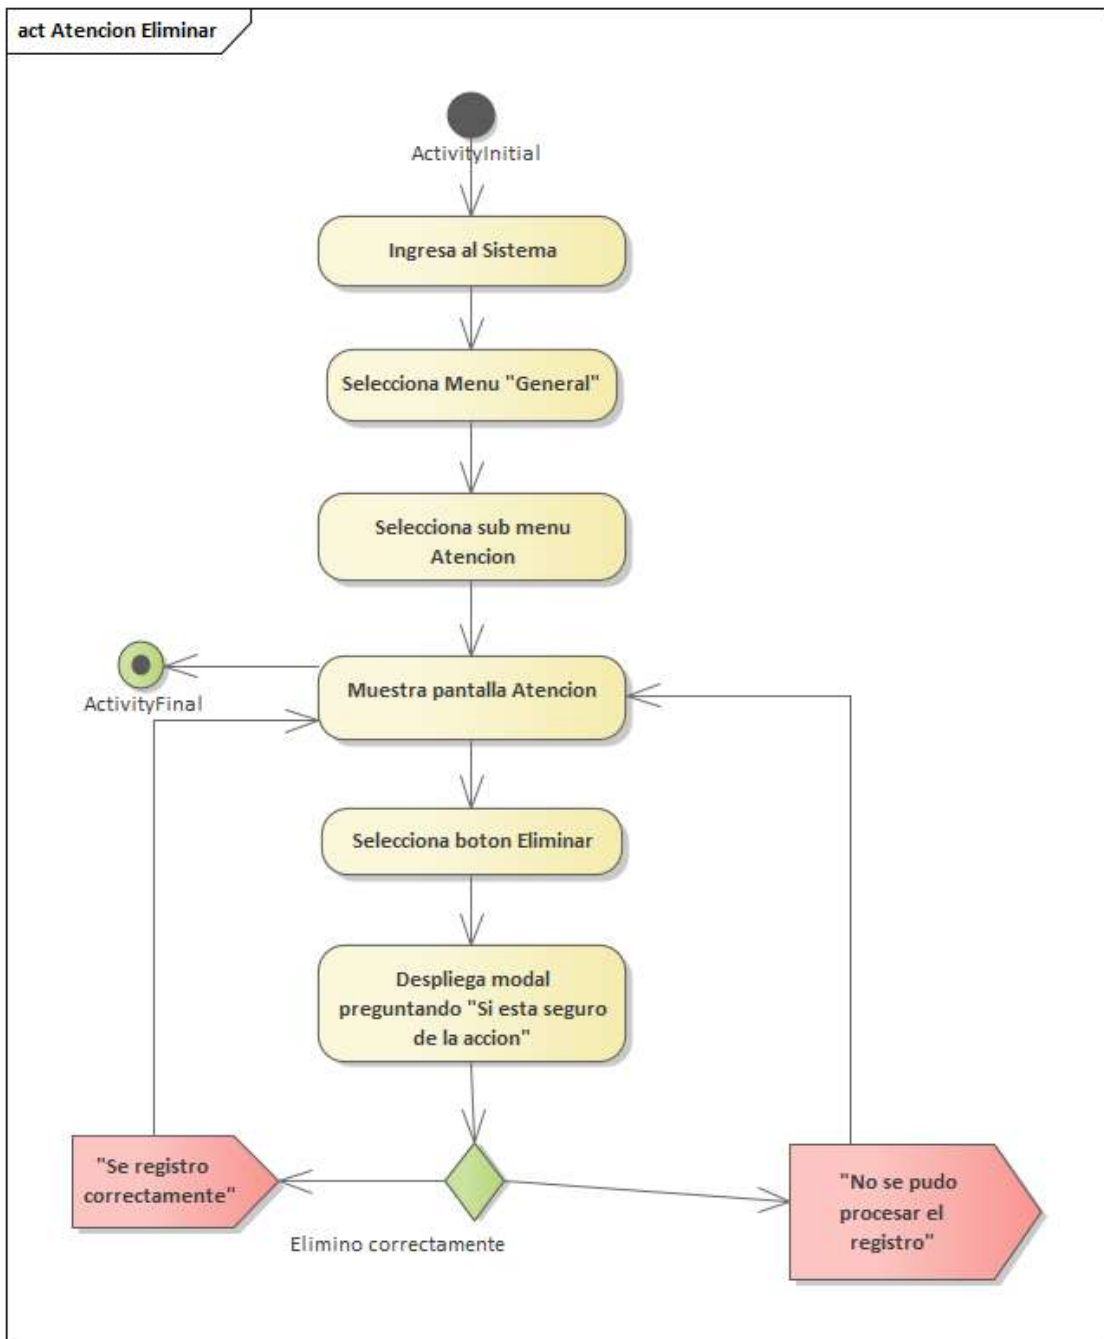 act Atencion Eliminar
ActivityInitial
Ingresa al Sistema
Selecciona Menu "General"
Selecciona sub menu
Atencion
Muestra pantalla Atencion
ActivityFinal
Selecciona boton Eliminar
Despliega modal
preguntando "Si esta seguro
de la accion"
"Se registro
correctamente"
Elimino correctamente
"No se pudo
procesar el
registro"